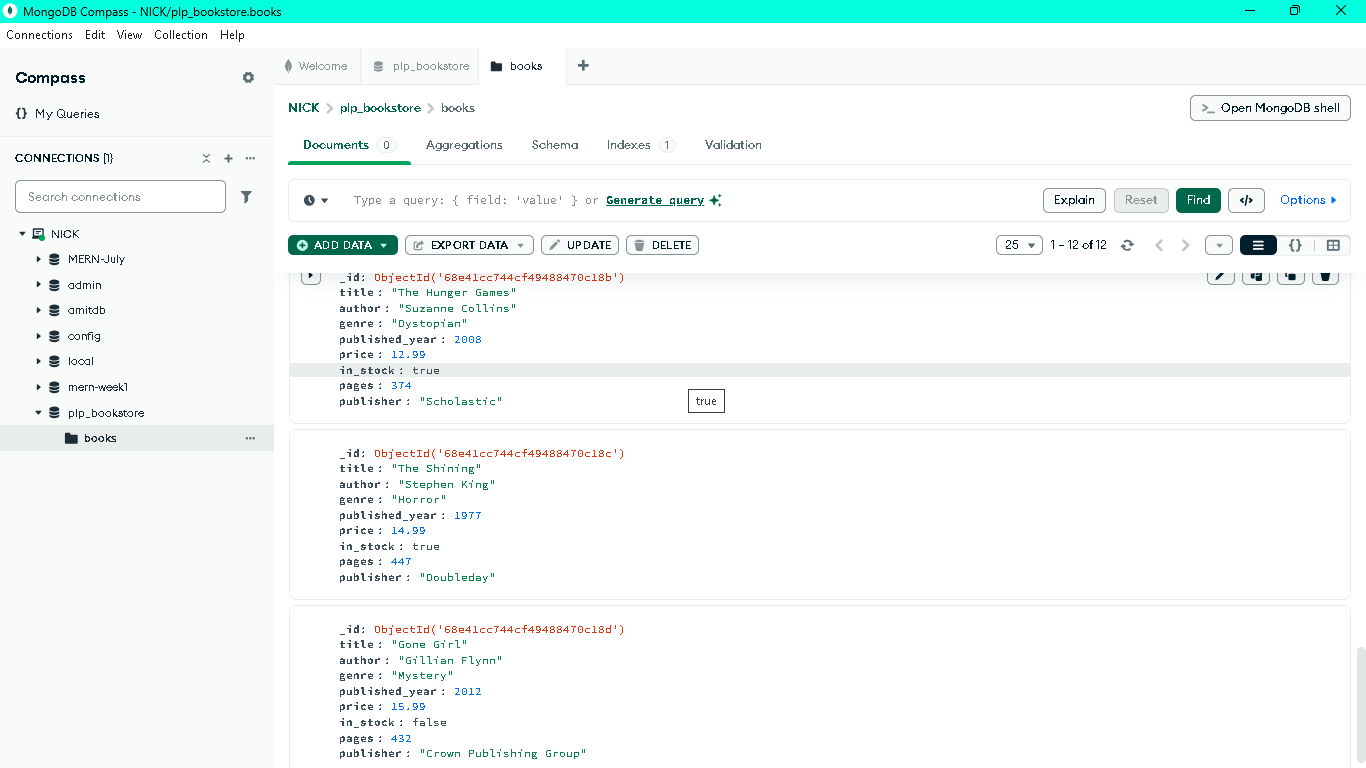 MongoDB Compass - NICK/plp_bookstore.books
Connections Edit View Collection Help
Compass
{} My Queries
CONNECTIONS (1)
Search connections
NICK
MERN-July
admin
amitdb
config
local
mern-week1
plp_bookstore
books
Welcome
plp_bookstore
books
NICK > plp_bookstore > books
>_ Open MongoDB shell
Documents 0
Aggregations
Schema
Indexes 1
Validation
Type a query: { field: 'value' } or Generate query
Explain
Reset
Find
</>
Options
ADD DATA
EXPORT DATA
UPDATE
DELETE
25
1 – 12 of 12
{}
_id: ObjectId('68e41cc744cf49488470c18b')
title: "The Hunger Games"
author: "Suzanne Collins"
genre: "Dystopian"
published_year: 2008
price: 12.99
in_stock: true
pages: 374
publisher: "Scholastic"
true
_id: ObjectId('68e41cc744cf49488470c18c')
title: "The Shining"
author: "Stephen King"
genre: "Horror"
published_year: 1977
price: 14.99
in_stock: true
pages: 447
publisher: "Doubleday"
_id: ObjectId('68e41cc744cf49488470c18d')
title: "Gone Girl"
author: "Gillian Flynn"
genre: "Mystery"
published_year: 2012
price: 15.99
in_stock: false
pages: 432
publisher: "Crown Publishing Group"